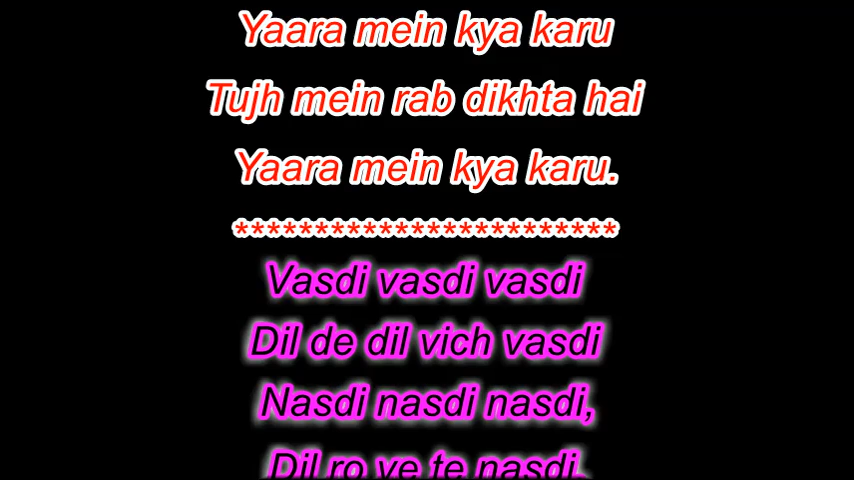 Yaara mein kya karu
Tujh mein rab dikhta hai
Yaara mein kya karu.
************************
Vasdi vasdi vasdi
Dil de dil vich vasdi
Nasdi nasdi nasdi,
Dil ro ve te nasdi.